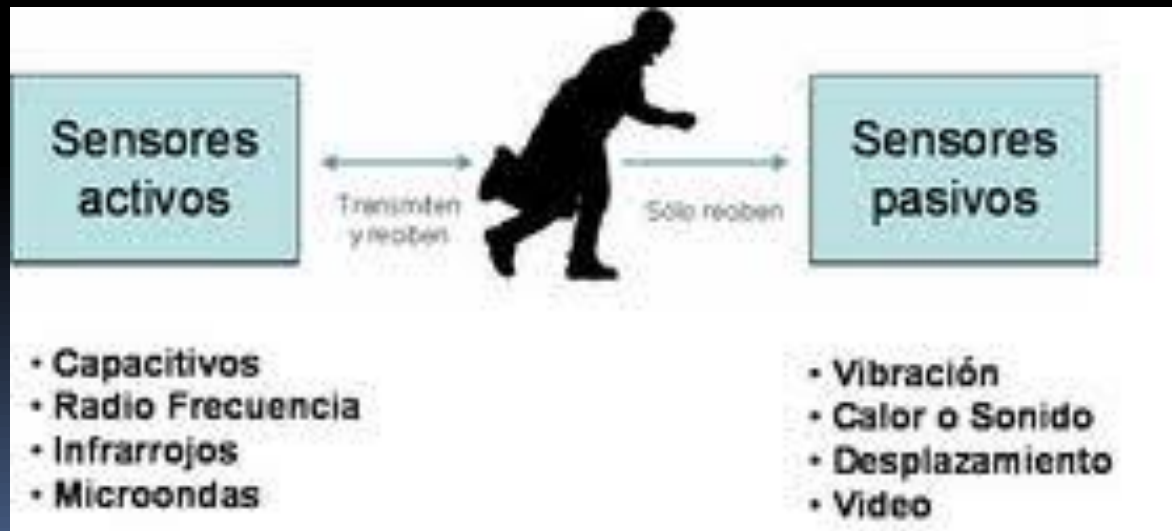 Sensores
activos
Transmiten
y reciben
Sólo reciben
Sensores
pasivos
• Capacitivos
• Radio Frecuencia
• Infrarrojos
• Microondas
• Vibración
• Calor o Sonido
• Desplazamiento
• Video